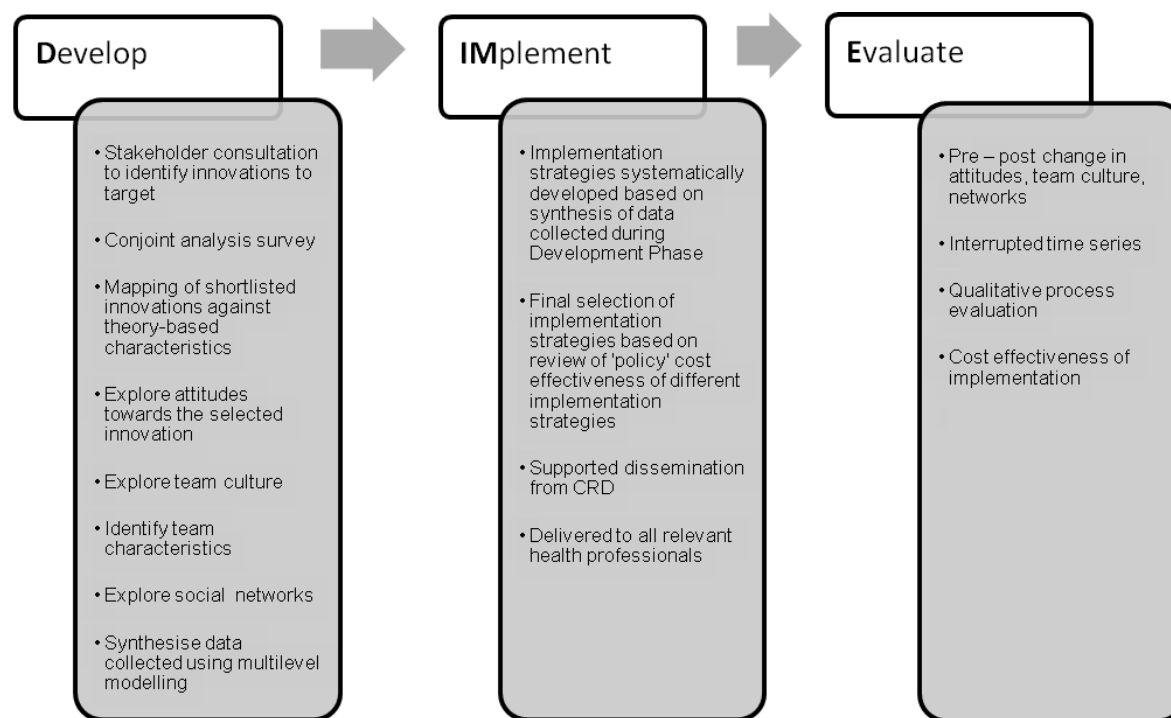 Develop
• Stakeholder consultation
to identify innovations to
target
• Conjoint analysis survey
• Mapping of shortlisted
innovations against
theory-based
characteristics
• Explore attitudes
towards the selected
innovation
• Explore team culture
• Identify team
characteristics
• Explore social networks
• Synthesise data
collected using multilevel
modelling
IMplement
• Implementation
strategies systematically
developed based on
synthesis of data
collected during
Development Phase
• Final selection of
implementation
strategies based on
review of 'policy' cost
effectiveness of different
implementation
strategies
• Supported dissemination
from CRD
• Delivered to all relevant
health professionals
Evaluate
• Pre – post change in
attitudes, team culture,
networks
• Interrupted time series
• Qualitative process
evaluation
• Cost effectiveness of
implementation